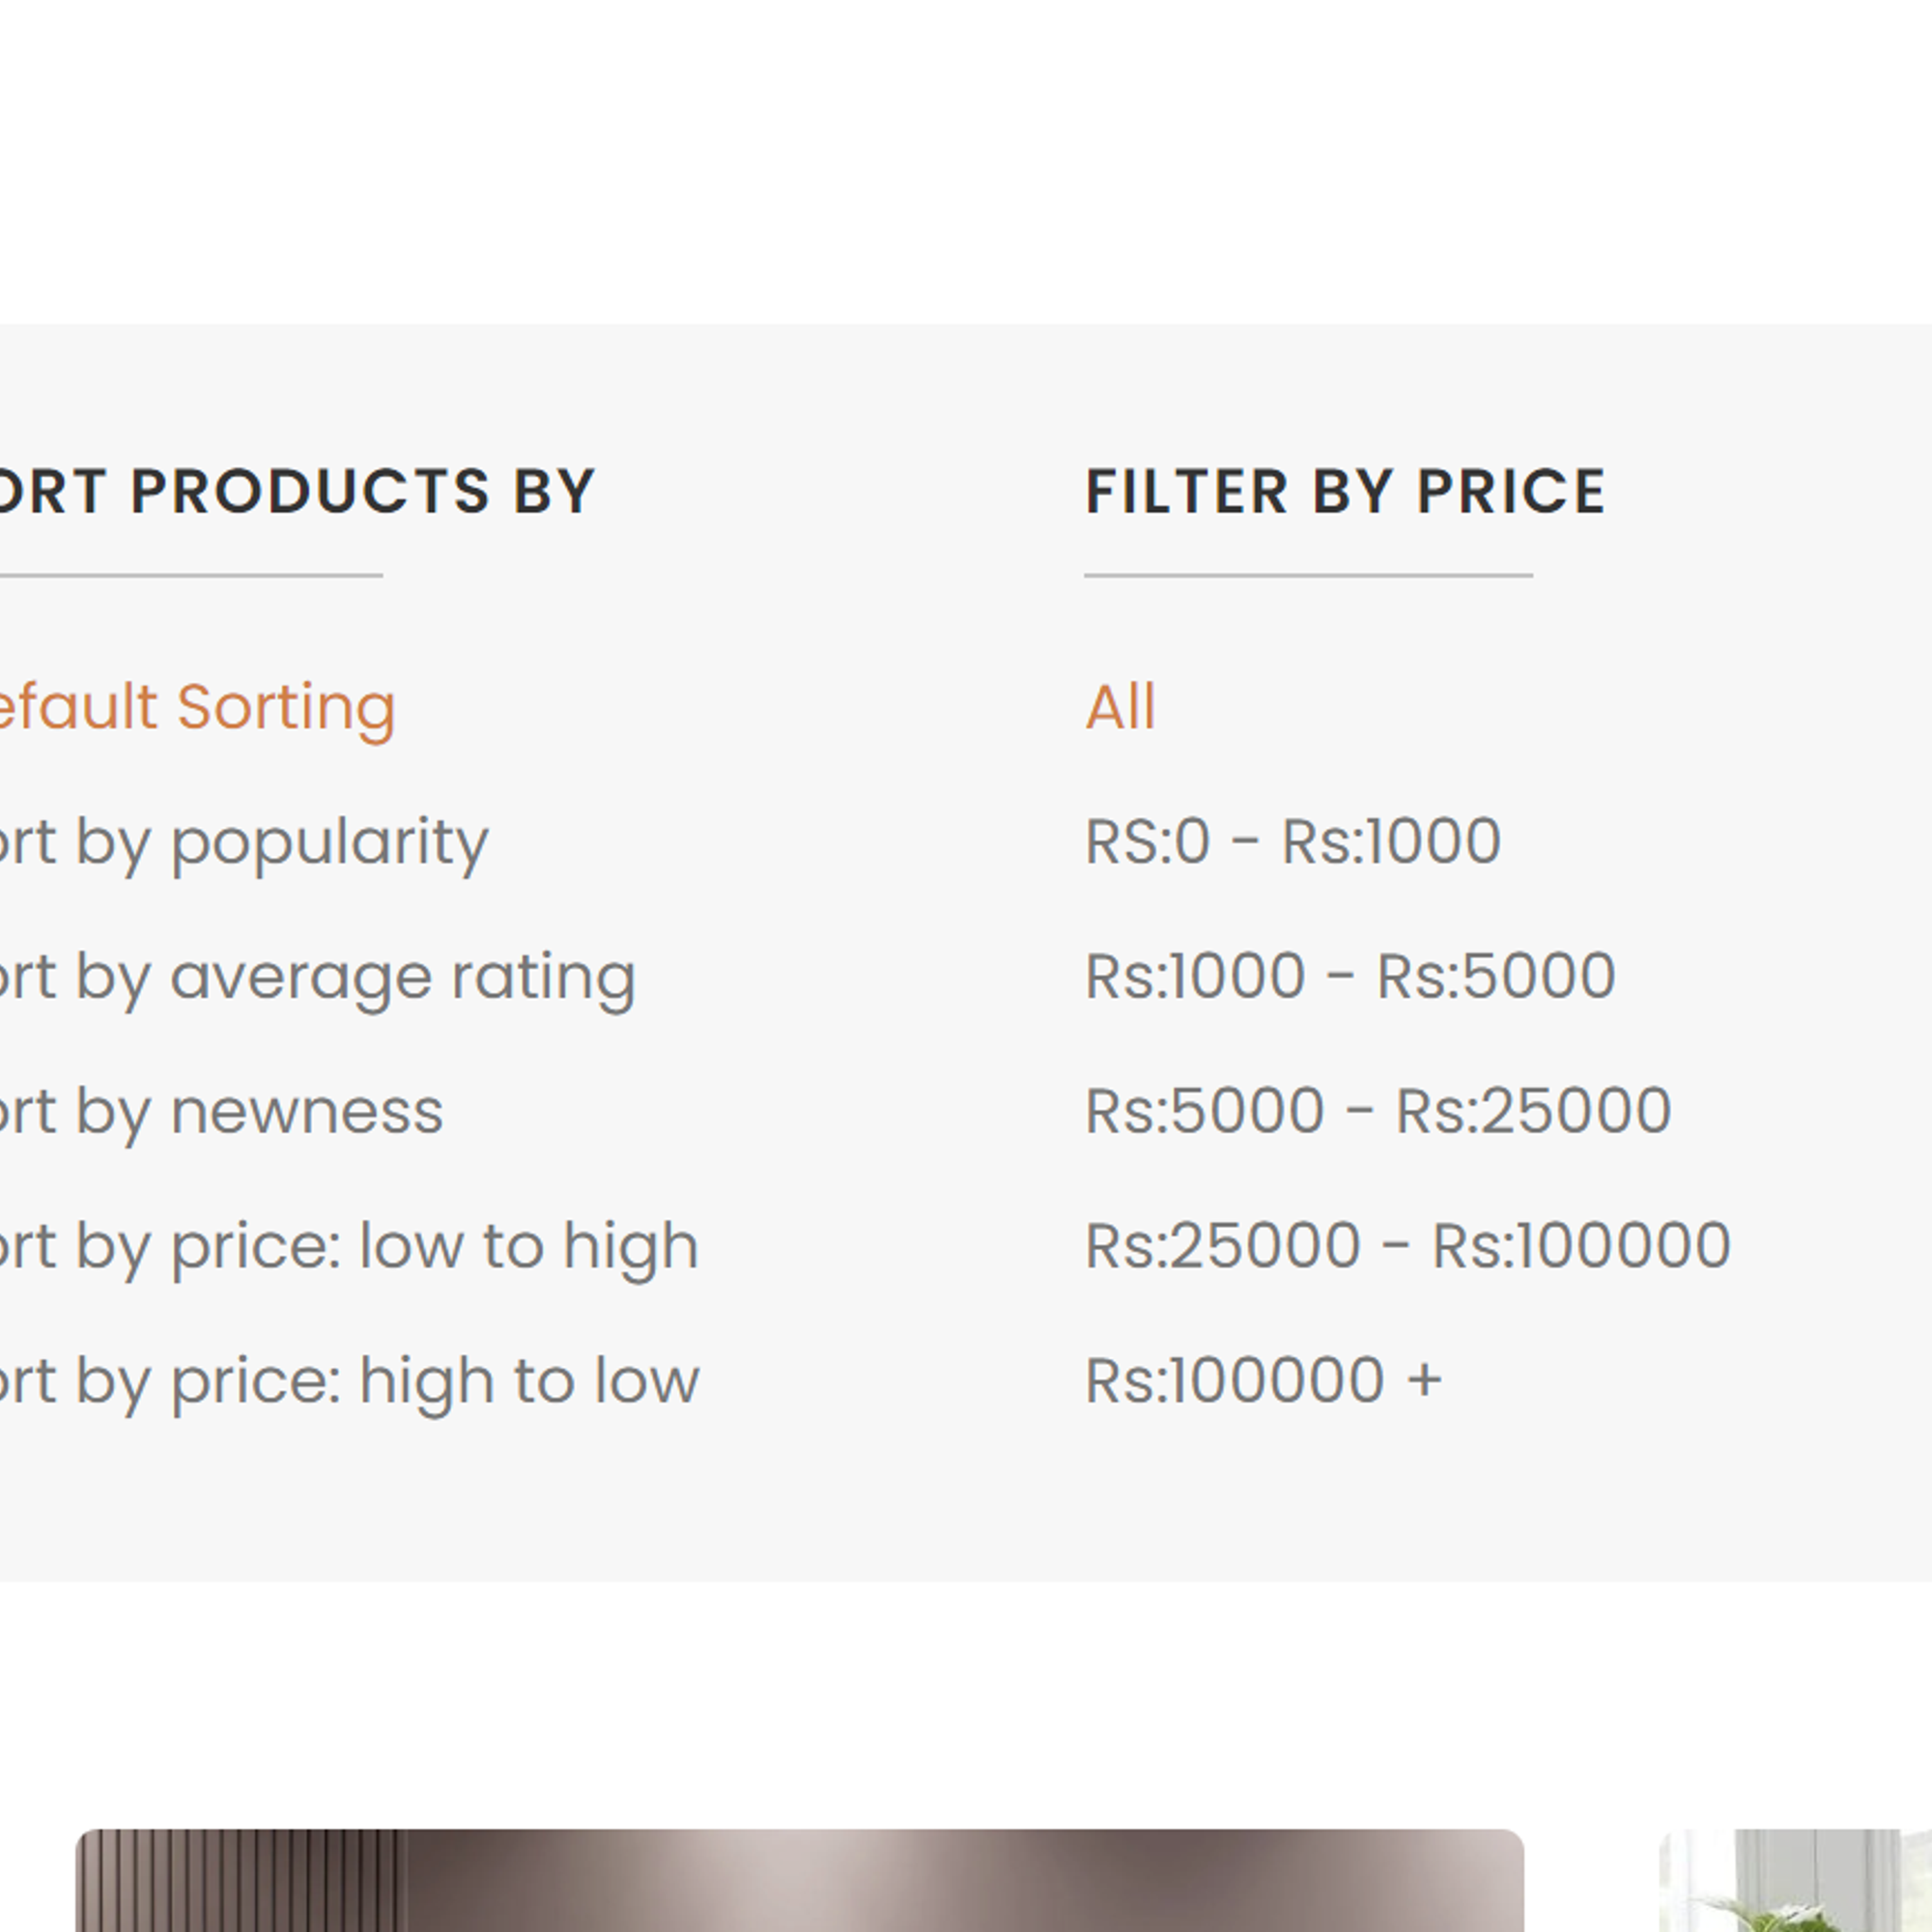 ORT PRODUCTS BY
efault Sorting
ort by popularity
ort by average rating
ort by newness
ort by price: low to high
ort by price: high to low
FILTER BY PRICE
All
RS:0 - Rs:1000
Rs:1000 - Rs:5000
Rs:5000 - Rs:25000
Rs:25000 - Rs:100000
Rs:100000 +